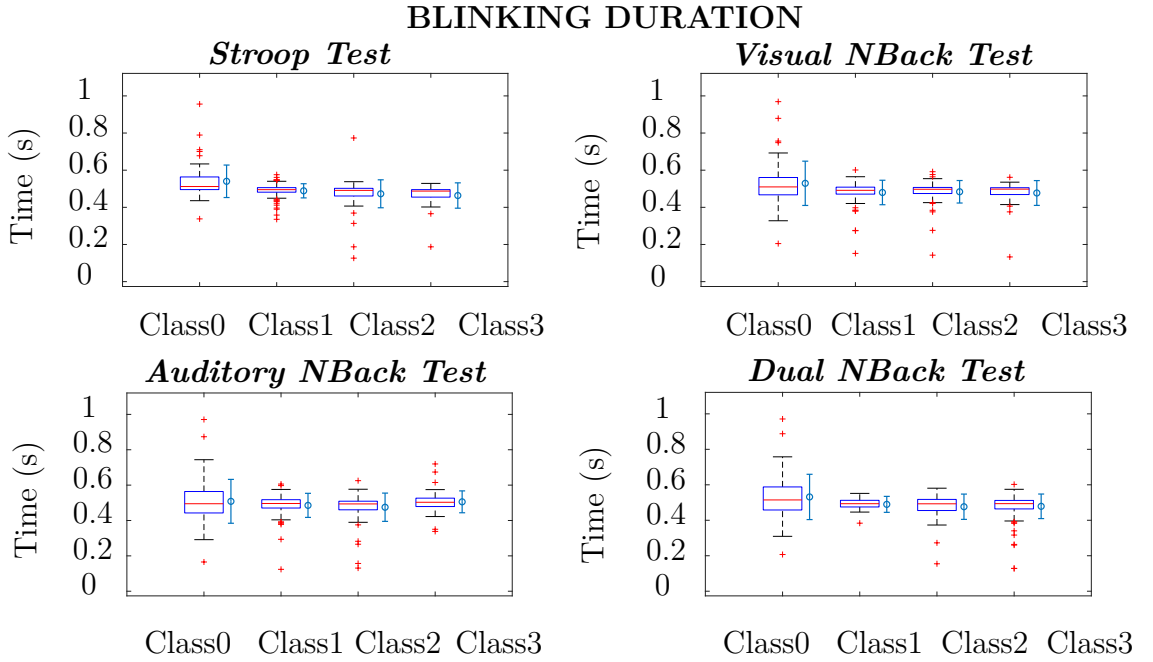 BLINKING DURATION
Stroop Test
Time (s)
1
0.8
0.6
0.4
0.2
0
Class0 Class1 Class2 Class3
Visual NBack Test
Time (s)
1
0.8
0.6
0.4
0.2
0
Class0 Class1 Class2 Class3
Auditory NBack Test
Time (s)
1
0.8
0.6
0.4
0.2
0
Class0 Class1 Class2 Class3
Dual NBack Test
Time (s)
1
0.8
0.6
0.4
0.2
0
Class0 Class1 Class2 Class3